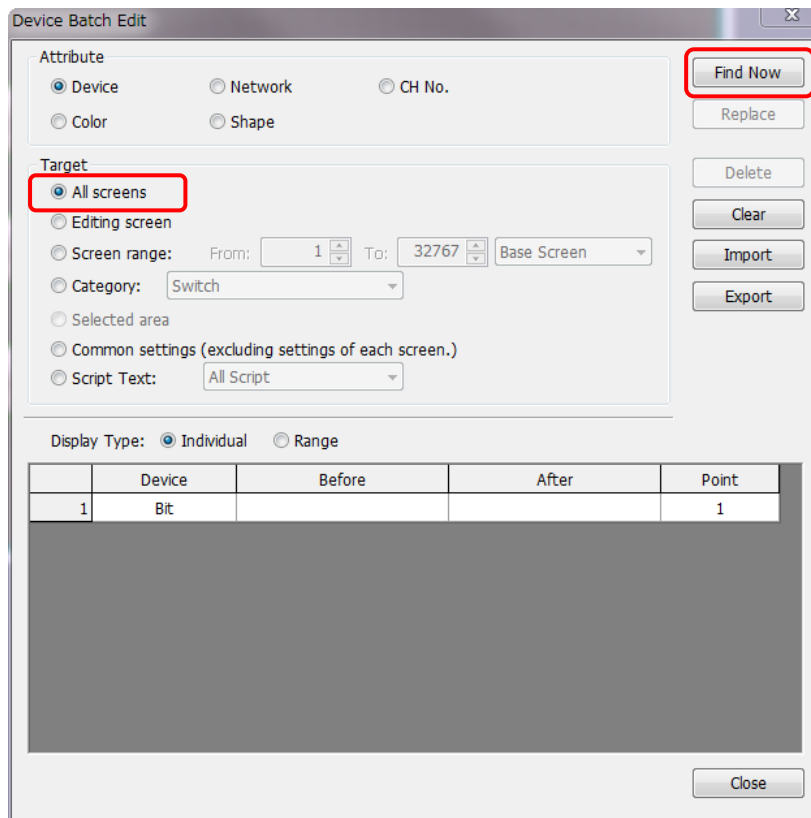 Device Batch Edit
Attribute
Device Network CH No.
Color Shape
Find Now
Replace
Target
All screens
Editing screen
Screen range: From: 1 To: 32767 Base Screen
Category: Switch
Selected area
Common settings (excluding settings of each screen.)
Script Text: All Script
Delete
Clear
Import
Export
Display Type: Individual Range
Device Before After Point
1 Bit 1
Close